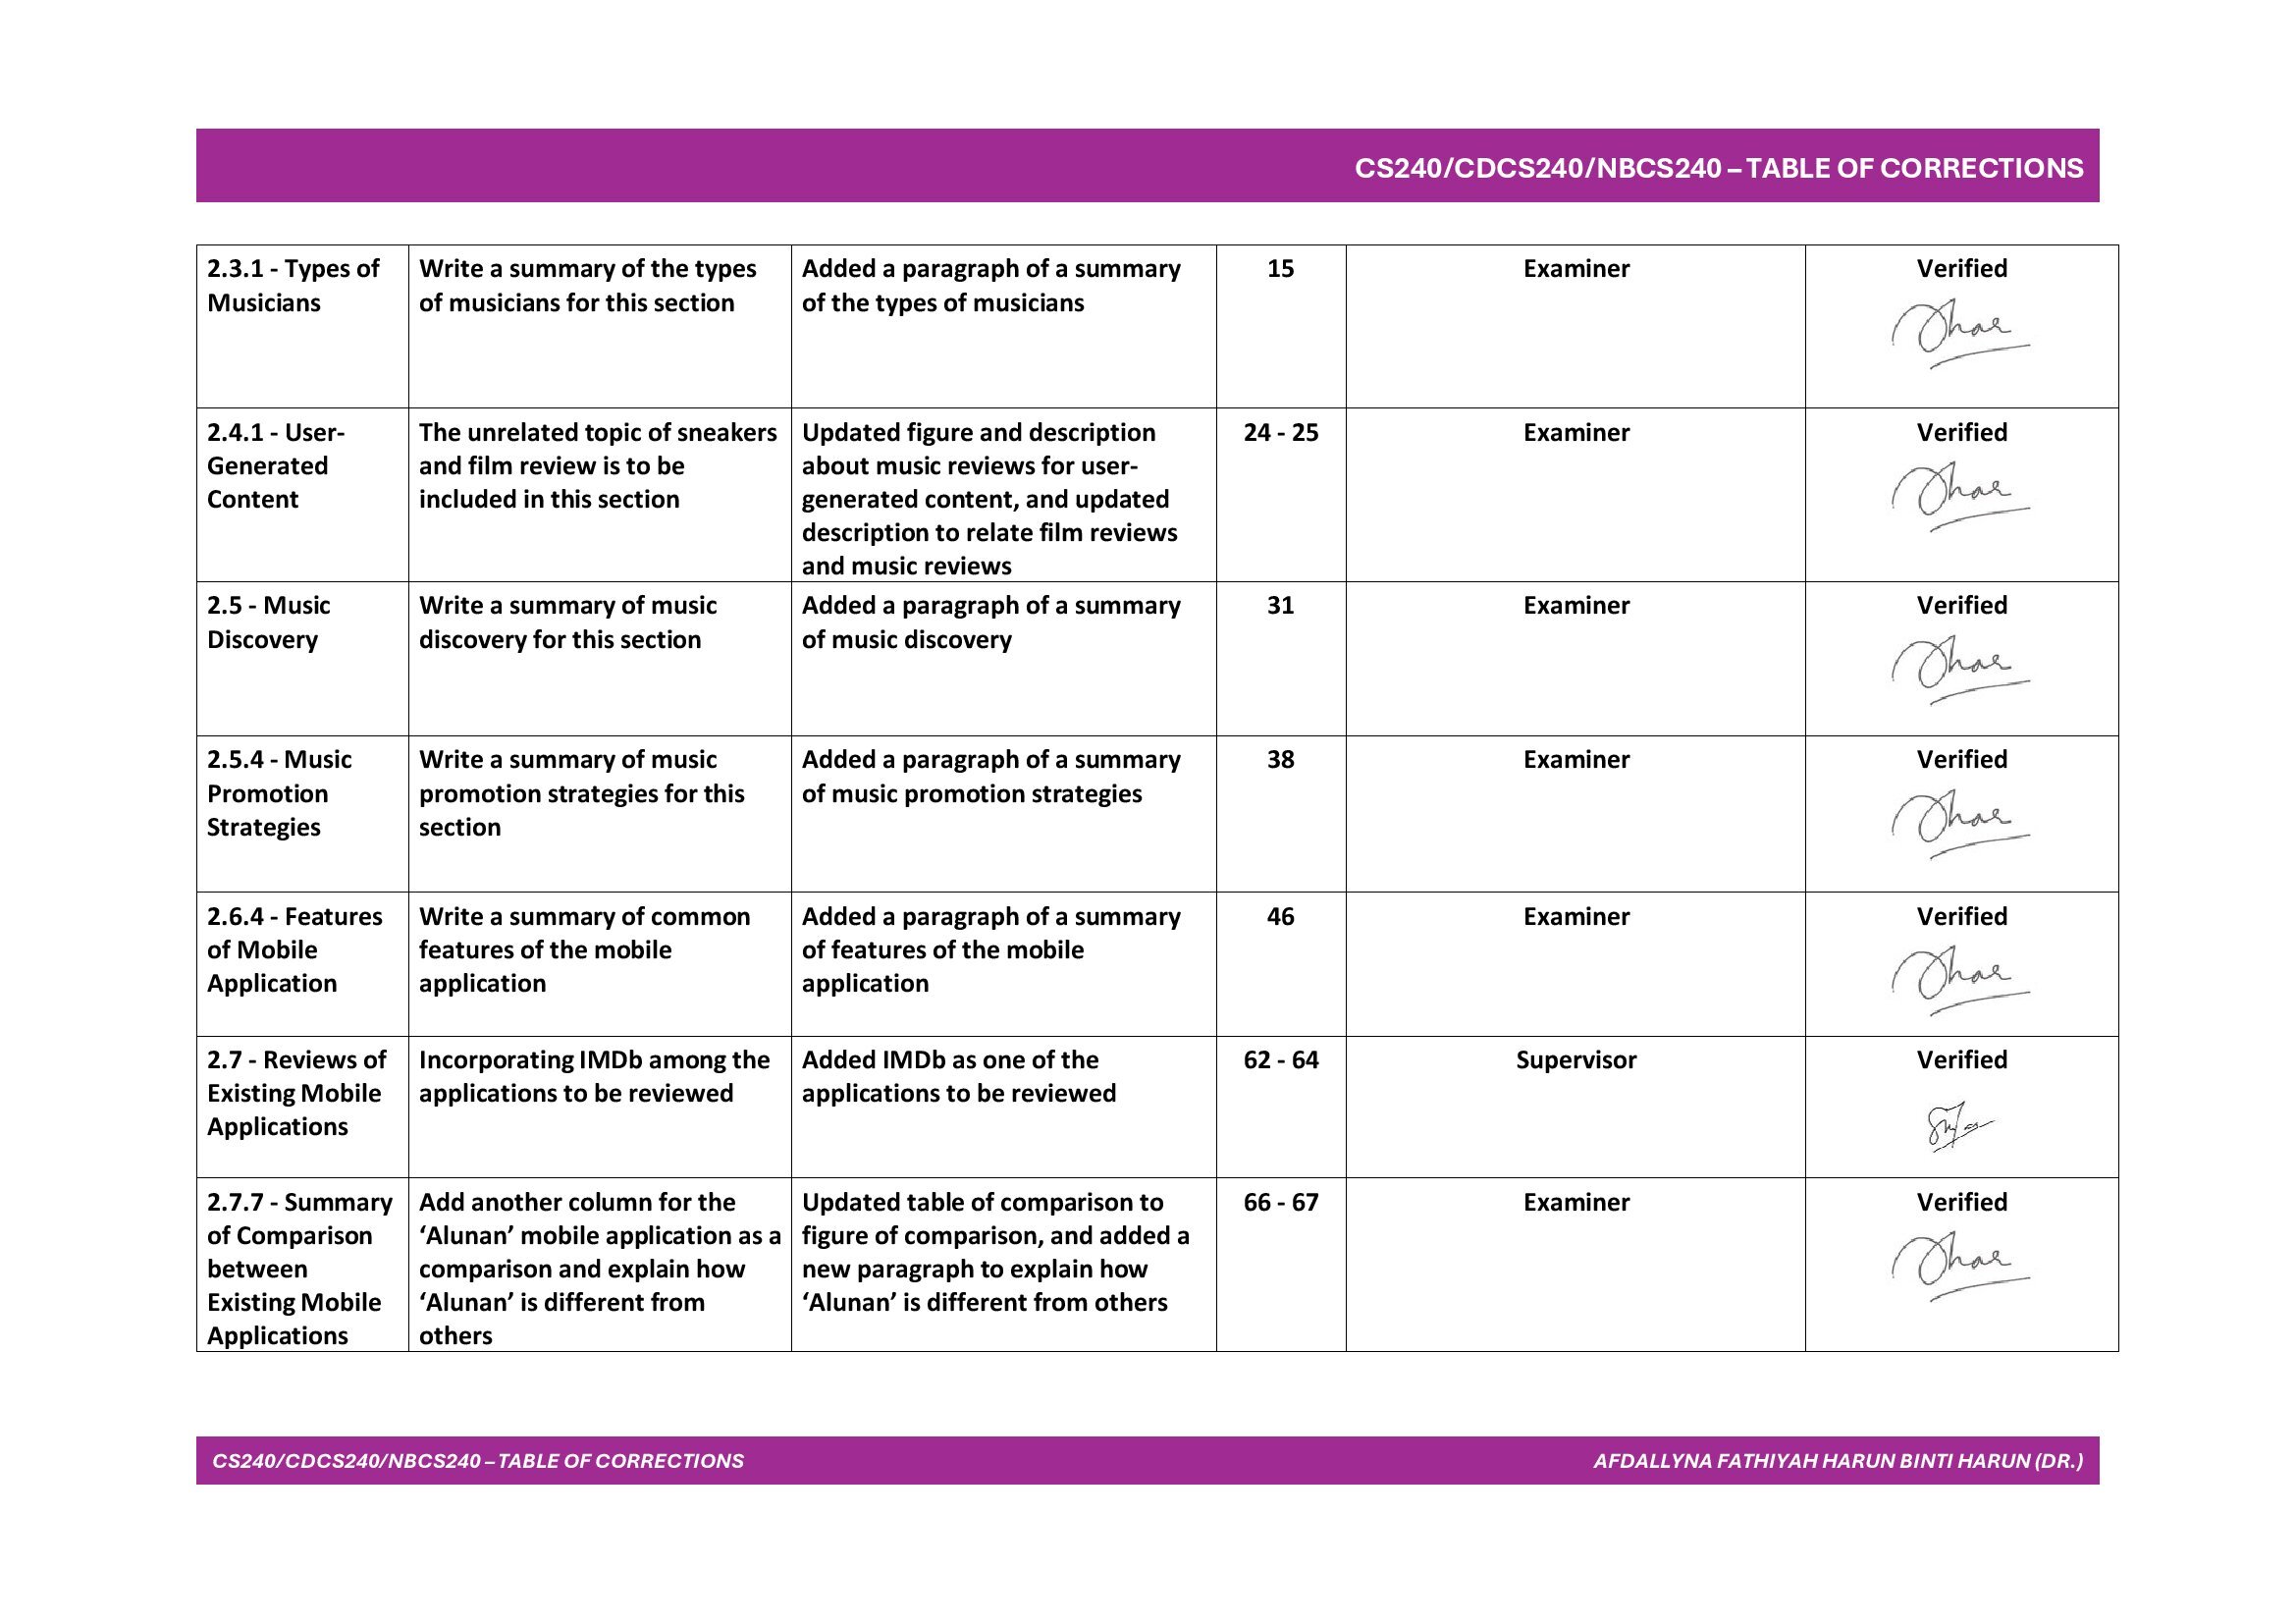 CS240/CDCS240/NBCS240 – TABLE OF CORRECTIONS
2.3.1 - Types of
Musicians
Write a summary of the types
of musicians for this section
Added a paragraph of a summary
of the types of musicians
15
Examiner
Verified
2.4.1 - User-
Generated
Content
The unrelated topic of sneakers
and film review is to be
included in this section
Updated figure and description
about music reviews for user-
generated content, and updated
description to relate film reviews
and music reviews
24 - 25
Examiner
Verified
2.5 - Music
Discovery
Write a summary of music
discovery for this section
Added a paragraph of a summary
of music discovery
31
Examiner
Verified
2.5.4 - Music
Promotion
Strategies
Write a summary of music
promotion strategies for this
section
Added a paragraph of a summary
of music promotion strategies
38
Examiner
Verified
2.6.4 - Features
of Mobile
Application
Write a summary of common
features of the mobile
application
Added a paragraph of a summary
of features of the mobile
application
46
Examiner
Verified
2.7 - Reviews of
Existing Mobile
Applications
Incorporating IMDb among the
applications to be reviewed
Added IMDb as one of the
applications to be reviewed
62 - 64
Supervisor
Verified
2.7.7 - Summary
of Comparison
between
Existing Mobile
Applications
Add another column for the
‘Alunan’ mobile application as a
comparison and explain how
‘Alunan’ is different from
others
Updated table of comparison to
figure of comparison, and added a
new paragraph to explain how
‘Alunan’ is different from others
66 - 67
Examiner
Verified
CS240/CDCS240/NBCS240 – TABLE OF CORRECTIONS
AFDALLYNA FATHIYAH HARUN BINTI HARUN (DR.)